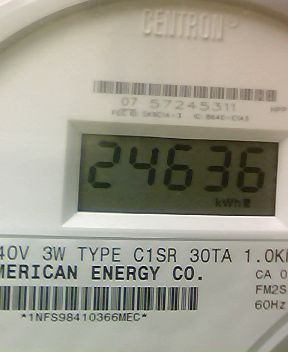 CENTRON
07 57245311
24636
kWh
40V 3W TYPE C1SR 30TA 1.0K
MERICAN ENERGY CO.
CA 0
FM2S
60Hz
*1NFS98410366MEC*